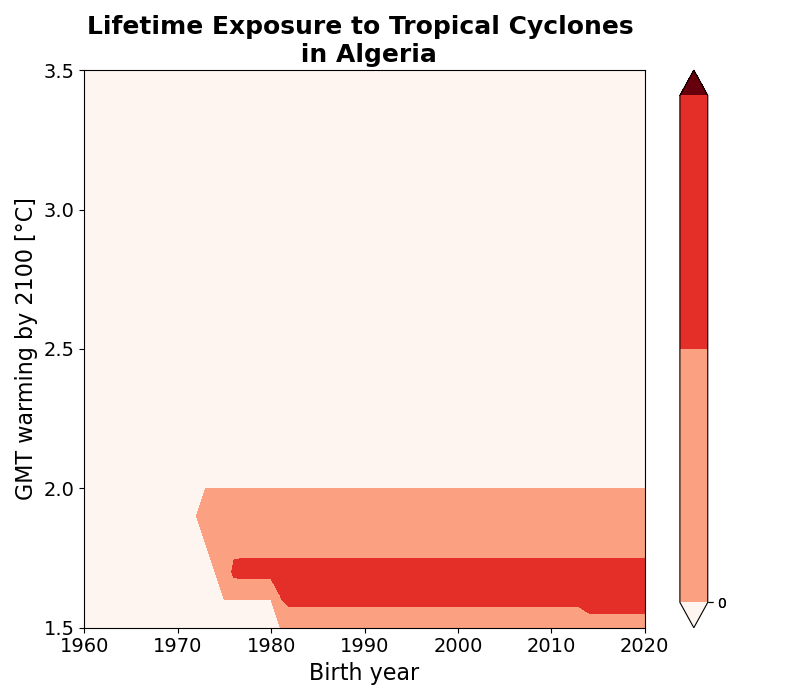 Lifetime Exposure to Tropical Cyclones
in Algeria
GMT warming by 2100 [°C]
3.5
3.0
2.5
2.0
1.5
1960 1970 1980 1990 2000 2010 2020
Birth year
0